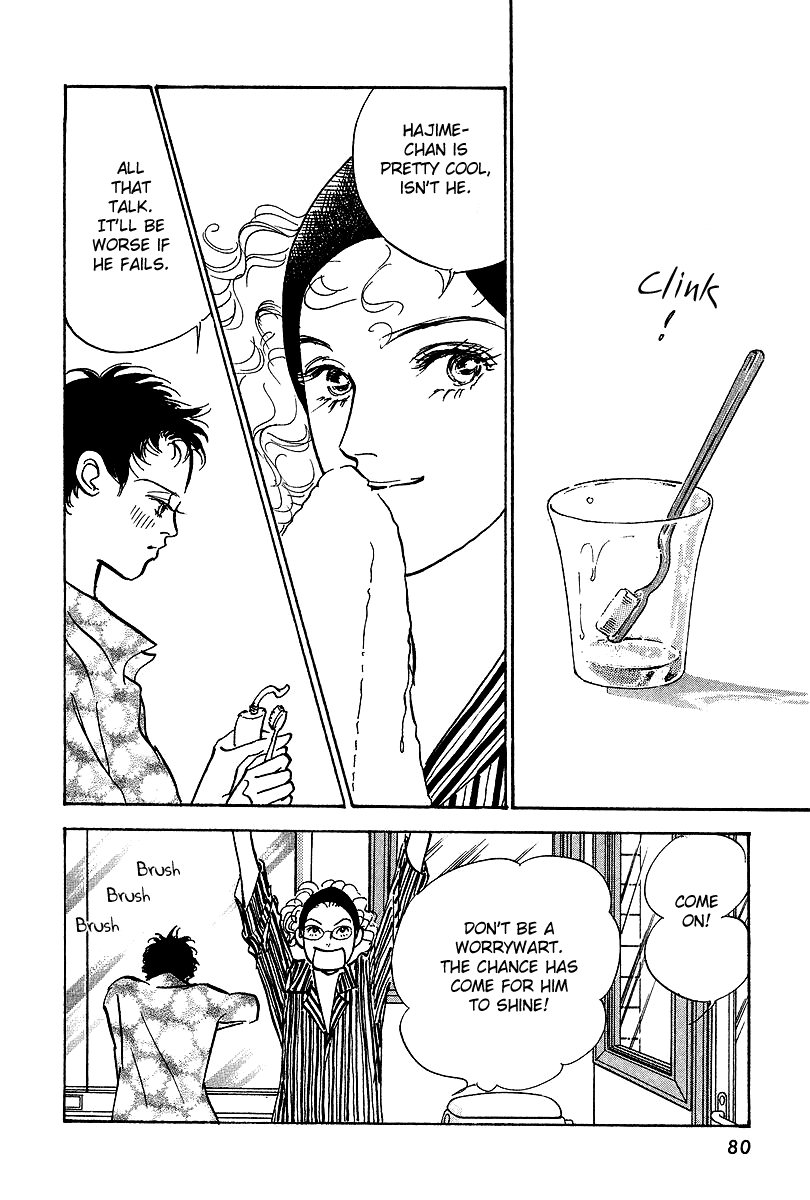 Clink
!
HAJIME-
CHAN IS
PRETTY COOL,
ISN'T HE.
ALL
THAT
TALK.
IT'LL BE
WORSE IF
HE FAILS.
COME
ON!
DON'T BE A
WORRYWART.
THE CHANCE HAS
COME FOR HIM
TO SHINE!
Brush
Brush
Brush
80